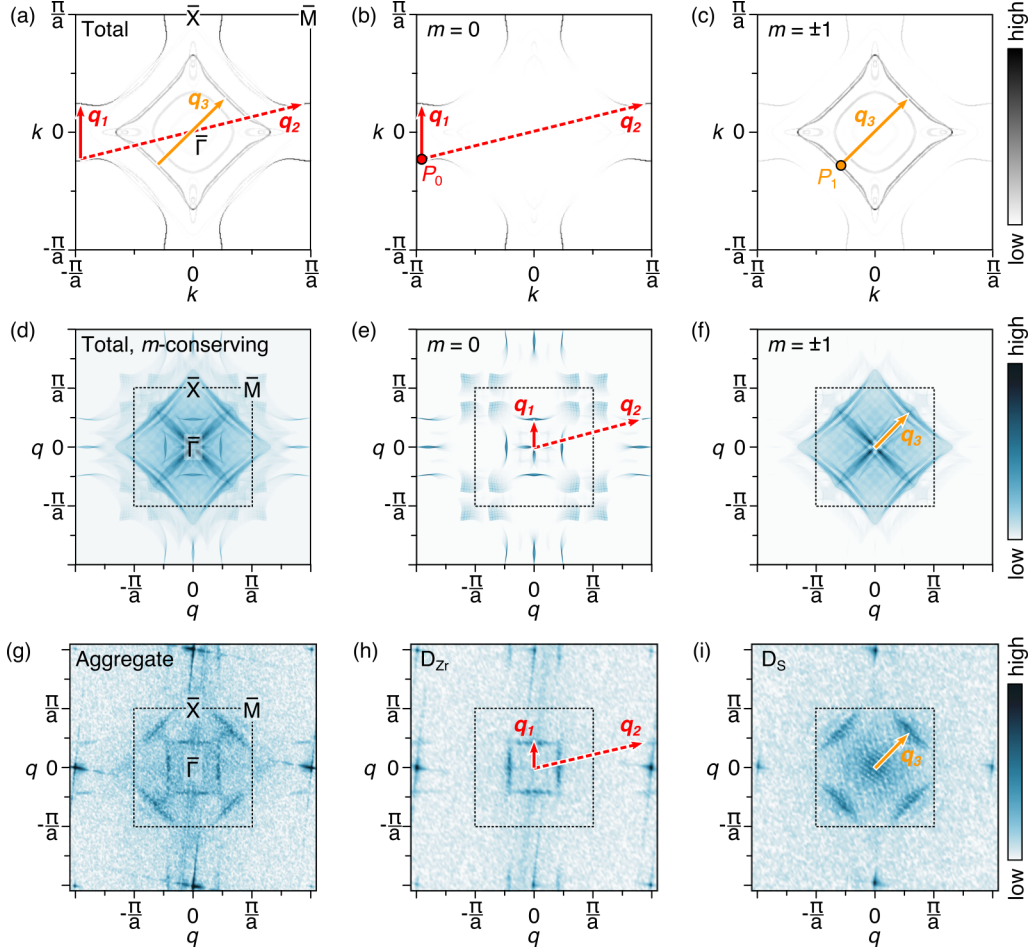 (a) Total X̄ M̄
π/a
k 0
-π/a
q1 q3 q2
Γ̄
-π/a 0 π/a
k
(b) m = 0
k 0
q1 q2
P0
-π/a 0 π/a
k
(c) m = ±1
k 0
q3
P1
-π/a 0 π/a
k
high
low
(d) Total, m-conserving
X̄ M̄
Γ̄
π/a
q 0
-π/a
-π/a 0 π/a
q
(e) m = 0
π/a
q 0
-π/a
q1 q2
-π/a 0 π/a
q
(f) m = ±1
π/a
q 0
-π/a
q3
-π/a 0 π/a
q
high
low
(g) Aggregate
X̄ M̄
Γ̄
π/a
q 0
-π/a
-π/a 0 π/a
q
(h) DZr
π/a
q 0
-π/a
q1 q2
-π/a 0 π/a
q
(i) DS
π/a
q 0
-π/a
q3
-π/a 0 π/a
q
high
low